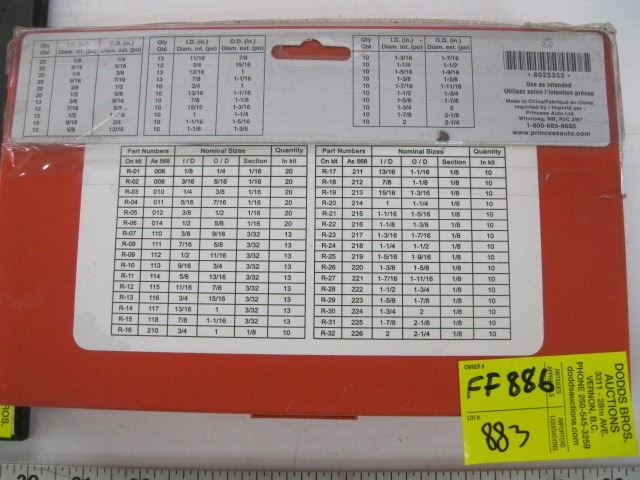 Qty I.D. (in.) O.D. (in.) Qty I.D. (in.) O.D. (in.) Qty I.D. (in.) O.D. (in.)
Qté Diam. int. (po) Diam. ext. (po) Qté Diam. int. (po) Diam. ext. (po) Qté Diam. int. (po) Diam. ext. (po)
20 1/8 1/4 13 11/16 7/8 10 1-3/16 1-7/16
20 3/16 5/16 13 3/4 15/16 10 1-1/4 1-1/2
20 1/4 3/8 13 13/16 1 10 1-5/16 1-9/16
20 5/16 7/16 13 7/8 1-1/16 10 1-3/8 1-5/8
20 3/8 1/2 10 3/4 1 10 1-7/16 1-11/16
20 1/2 5/8 10 13/16 1-1/16 10 1-1/2 1-3/4
13 3/8 9/16 10 7/8 1-1/8 10 1-5/8 1-7/8
13 7/16 5/8 10 15/16 1-3/16 10 1-3/4 2
13 1/2 10 1 1-1/4 10 1-7/8 2-1/8
13 9/16 3/4 10 1-1/16 1-5/16 10 2 2-1/4
12 5/8 13/16 10 1-1/8 1-3/8
* 8025353 *
Use as intended
Utilisez selon l'intention prévue
Made in China/Fabriqué en Chine
Imported by / Importé par :
Princess Auto Ltd.
Winnipeg, MB, R3C 2M7
1-800-665-8685
www.princessauto.com
Part Numbers Nominal Sizes Quantity
On kit As 568 I / D O / D Section In kit
R-01 006 1/8 1/4 1/16 20
R-02 008 3/16 5/16 1/16 20
R-03 010 1/4 3/8 1/16 20
R-04 011 5/16 7/16 1/16 20
R-05 012 3/8 1/2 1/16 20
R-06 014 1/2 5/8 1/16 20
R-07 110 3/8 9/16 3/32 13
R-08 111 7/16 5/8 3/32 13
R-09 112 1/2 11/16 3/32 13
R-10 113 9/16 3/4 3/32 13
R-11 114 5/8 13/16 3/32 13
R-12 115 11/16 7/8 3/32 13
R-13 116 3/4 15/16 3/32 13
R-14 117 13/16 1 3/32 13
R-15 118 7/8 1-1/16 3/32 13
R-16 210 3/4 1 1/8 10
Part Numbers Nominal Sizes Quantity
On kit As 568 I / D O / D Section In kit
R-17 211 13/16 1-1/16 1/8 10
R-18 212 7/8 1-1/8 1/8 10
R-19 213 15/16 1-3/16 1/8 10
R-20 214 1 1-1/4 1/8 10
R-21 215 1-1/16 1-5/16 1/8 10
R-22 216 1-1/8 1-3/8 1/8 10
R-23 217 1-3/16 1-7/16 1/8 10
R-24 218 1-1/4 1-1/2 1/8 10
R-25 219 1-5/16 1-9/16 1/8 10
R-26 220 1-3/8 1-5/8 1/8 10
R-27 221 1-7/16 1-11/16 1/8 10
R-28 222 1-1/2 1-3/4 1/8 10
R-29 223 1-5/8 1-7/8 1/8 10
R-30 224 1-3/4 2 1/8 10
R-31 225 1-7/8 2-1/8 1/8 10
R-32 226 2 2-1/4 1/8 10
OWNER #
FF 886
LOT #
883
ANTIQUES
IMPORTERS
LIQUIDATIONS
DODDS BROS.
AUCTIONS
3311 - 28TH AVE.
VERNON, B.C.
PHONE 250-545-3259
doddsauctions.com
BROS.
30 31